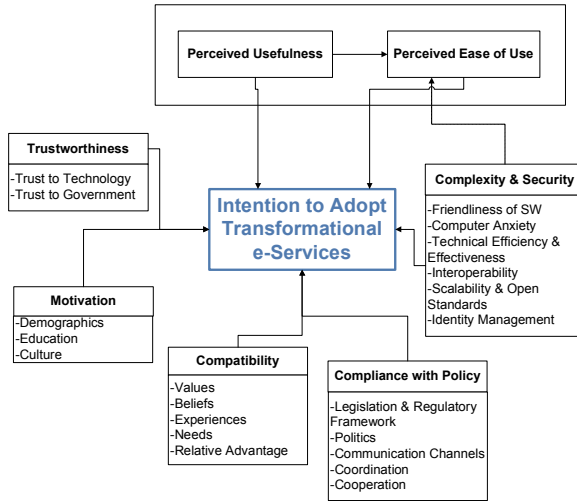 Perceived Usefulness
Perceived Ease of Use
Trustworthiness
-Trust to Technology
-Trust to Government
Intention to Adopt
Transformational
e-Services
Complexity & Security
-Friendliness of SW
-Computer Anxiety
-Technical Efficiency &
Effectiveness
-Interoperability
-Scalability & Open
Standards
-Identity Management
Motivation
-Demographics
-Education
-Culture
Compatibility
-Values
-Beliefs
-Experiences
-Needs
-Relative Advantage
Compliance with Policy
-Legislation & Regulatory
Framework
-Politics
-Communication Channels
-Coordination
-Cooperation